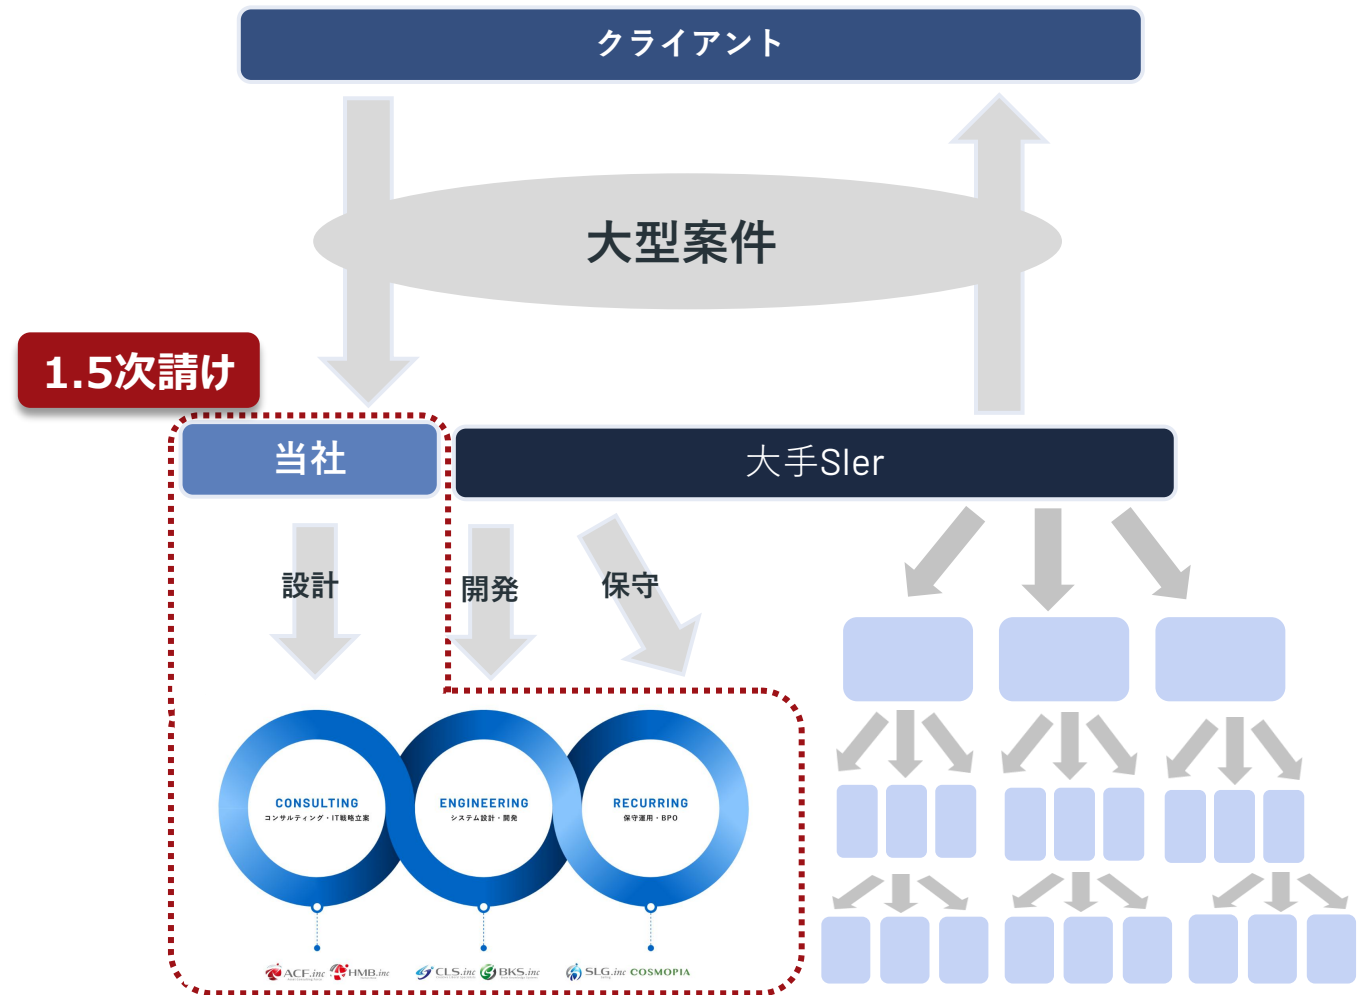 クライアント
大型案件
1.5次請け
当社
大手SIer
設計
開発
保守
CONSULTING
コンサルティング・IT戦略立案
ENGINEERING
システム設計・開発
RECURRING
保守運用・BPO
ACF.inc
HMB.inc
CLS.inc
BKS.inc
SLG.inc
COSMOPIA